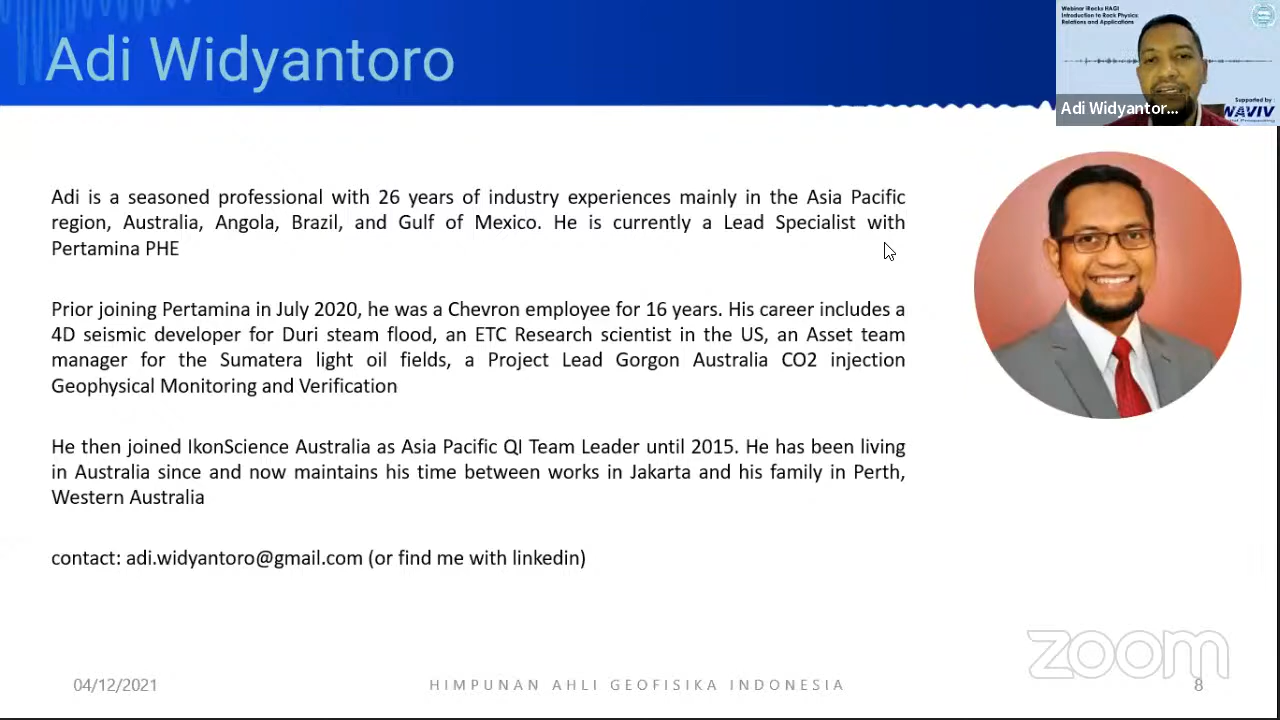 Adi Widyantoro
Webinar iRocks HAGI
Introduction to Rock Physics
Relations and Applications
Supported by :
WAVIV
Adi Widyantor...
Adi is a seasoned professional with 26 years of industry experiences mainly in the Asia Pacific
region, Australia, Angola, Brazil, and Gulf of Mexico. He is currently a Lead Specialist with
Pertamina PHE
Prior joining Pertamina in July 2020, he was a Chevron employee for 16 years. His career includes a
4D seismic developer for Duri steam flood, an ETC Research scientist in the US, an Asset team
manager for the Sumatera light oil fields, a Project Lead Gorgon Australia CO2 injection
Geophysical Monitoring and Verification
He then joined IkonScience Australia as Asia Pacific QI Team Leader until 2015. He has been living
in Australia since and now maintains his time between works in Jakarta and his family in Perth,
Western Australia
contact: adi.widyantoro@gmail.com (or find me with linkedin)
zoom
04/12/2021
HIMPUNAN AHLI GEOFISIKA INDONESIA
8